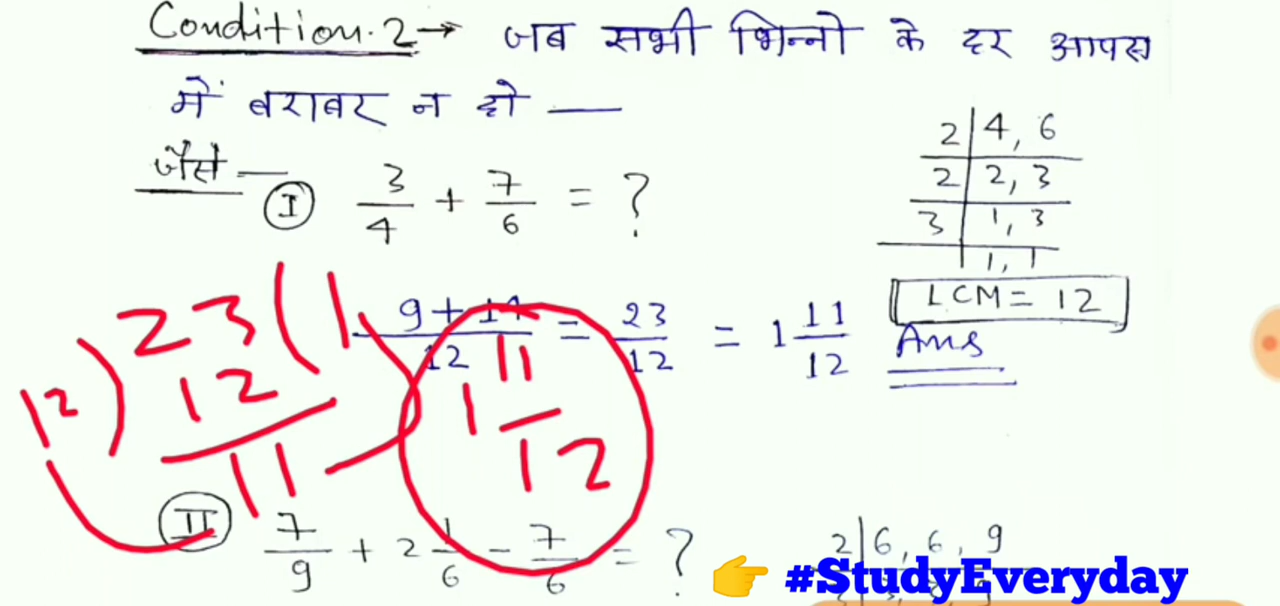 Condition.2→ जब सभी भिन्नो के हर आपस
में बराबर न हो —
जैसे —
I 3/4 + 7/6 = ?
2 | 4, 6
2 | 2, 3
3 | 1, 3
1, 1
LCM = 12
9+14/12 = 23/12 = 1 11/12 Ans
12) 23 (1
12
11
1 11/12
II 7/9 + 2 1/6 - 7/6 = ?
2 | 6, 6, 9
👉 #StudyEveryday